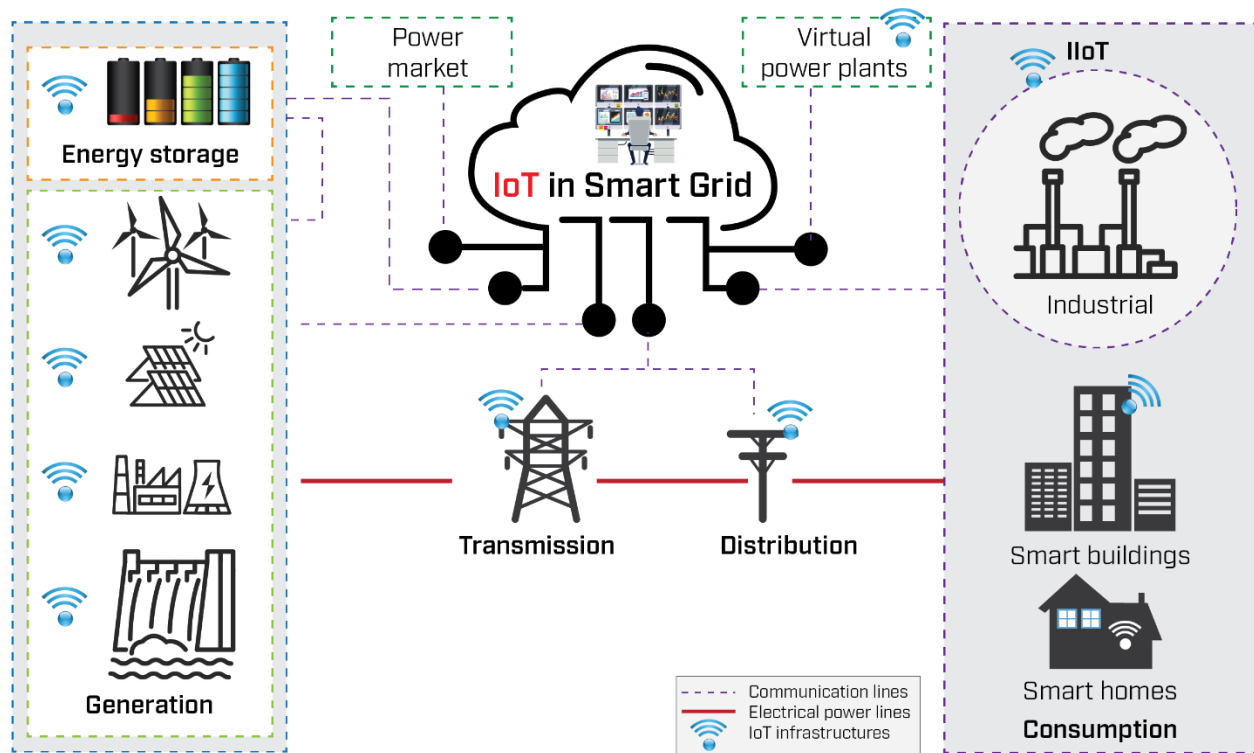 Power
market
Virtual
power plants
IIoT
Energy storage
IoT in Smart Grid
Industrial
Transmission
Distribution
Smart buildings
Generation
Smart homes
Consumption
Communication lines
Electrical power lines
IoT infrastructures